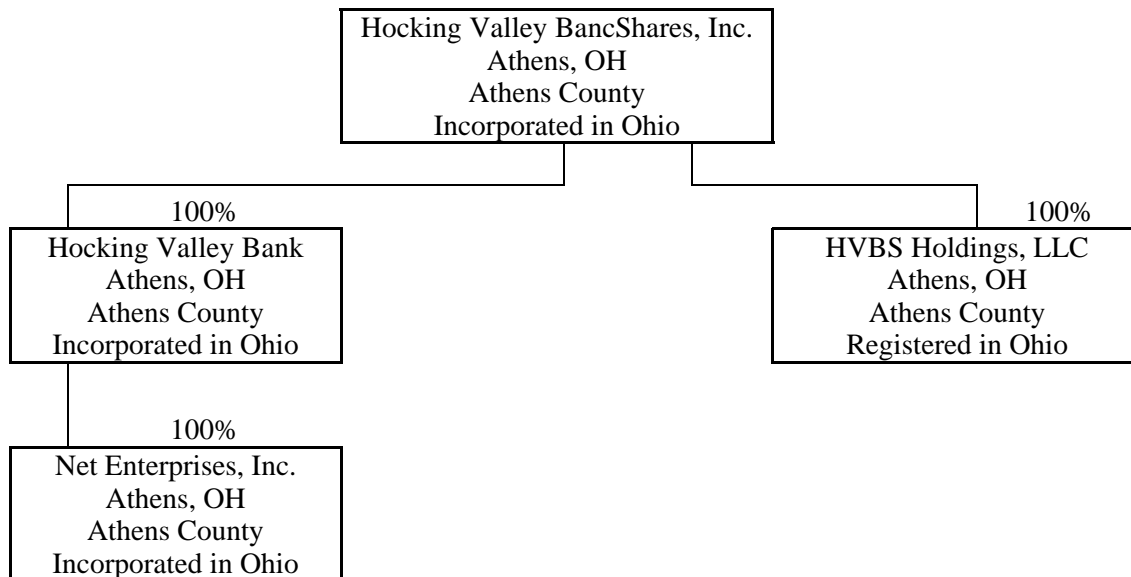 Hocking Valley BancShares, Inc.
Athens, OH
Athens County
Incorporated in Ohio
100%
Hocking Valley Bank
Athens, OH
Athens County
Incorporated in Ohio
100%
HVBS Holdings, LLC
Athens, OH
Athens County
Registered in Ohio
100%
Net Enterprises, Inc.
Athens, OH
Athens County
Incorporated in Ohio